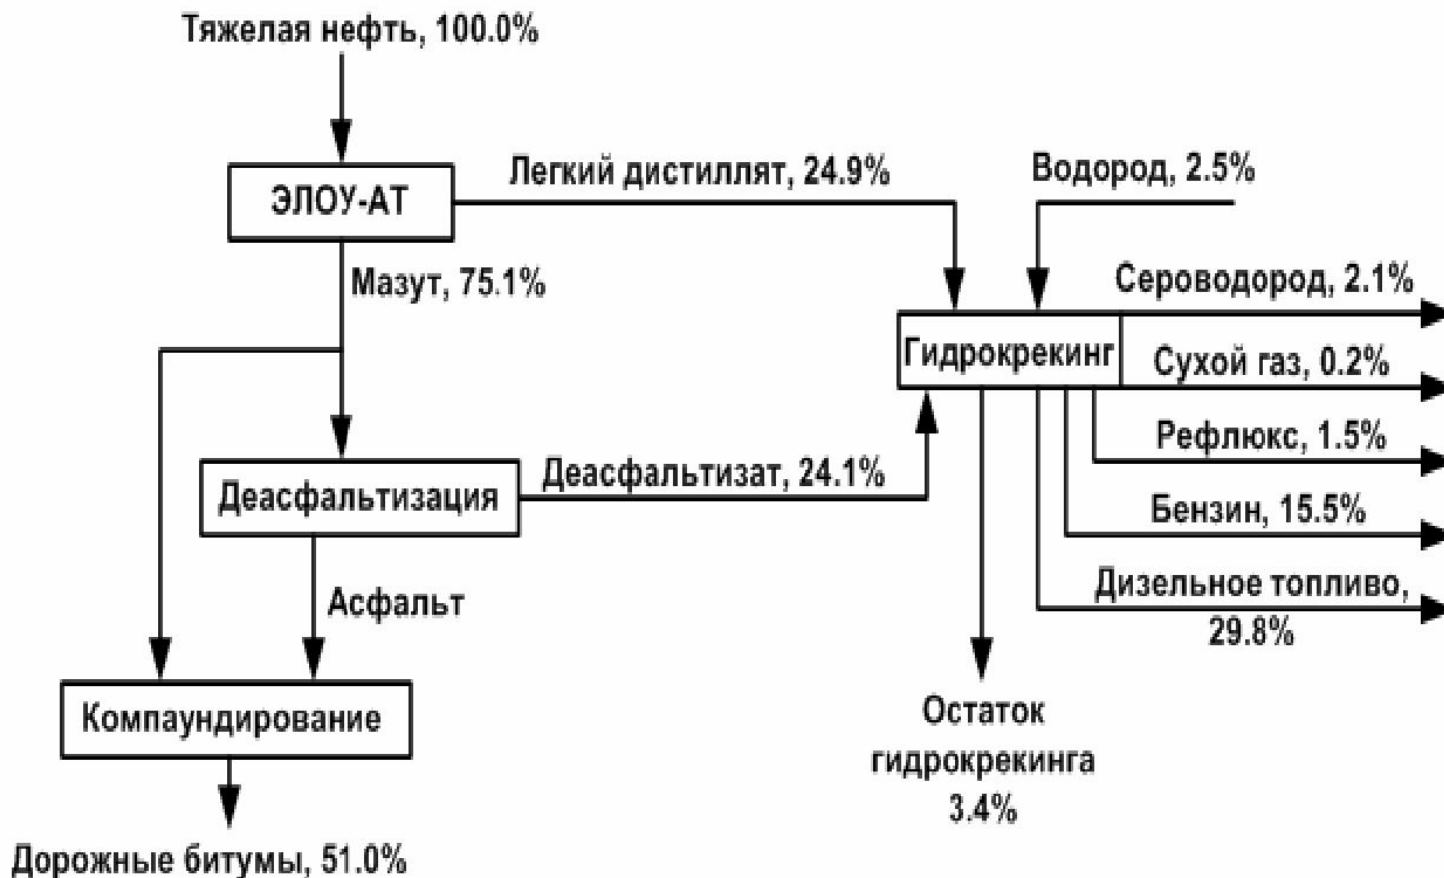 Тяжелая нефть, 100.0%
ЭЛОУ-АТ
Легкий дистиллят, 24.9%
Водород, 2.5%
Мазут, 75.1%
Сероводород, 2.1%
Гидрокрекинг
Сухой газ, 0.2%
Рефлюкс, 1.5%
Деасфальтизация
Деасфальтизат, 24.1%
Бензин, 15.5%
Асфальт
Дизельное топливо,
29.8%
Компаундирование
Остаток
гидрокрекинга
3.4%
Дорожные битумы, 51.0%